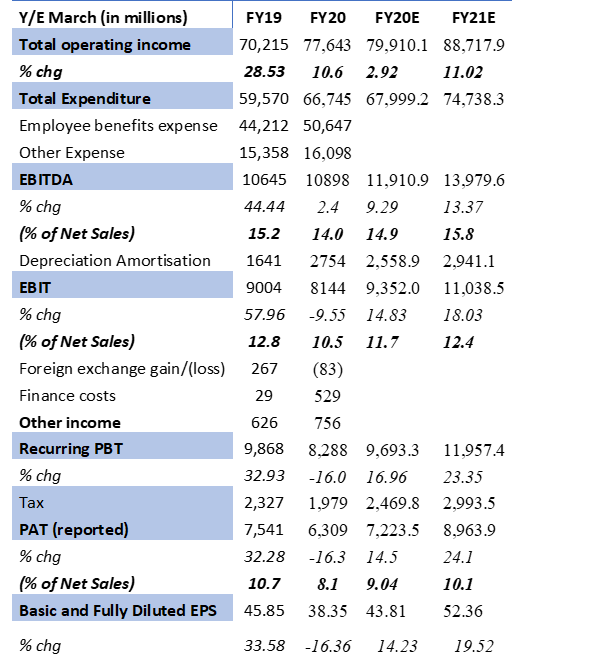 Y/E March (in millions) FY19 FY20 FY20E FY21E
Total operating income 70,215 77,643 79,910.1 88,717.9
% chg 28.53 10.6 2.92 11.02
Total Expenditure 59,570 66,745 67,999.2 74,738.3
Employee benefits expense 44,212 50,647
Other Expense 15,358 16,098
EBITDA 10645 10898 11,910.9 13,979.6
% chg 44.44 2.4 9.29 13.37
(% of Net Sales) 15.2 14.0 14.9 15.8
Depreciation Amortisation 1641 2754 2,558.9 2,941.1
EBIT 9004 8144 9,352.0 11,038.5
% chg 57.96 -9.55 14.83 18.03
(% of Net Sales) 12.8 10.5 11.7 12.4
Foreign exchange gain/(loss) 267 (83)
Finance costs 29 529
Other income 626 756
Recurring PBT 9,868 8,288 9,693.3 11,957.4
% chg 32.93 -16.0 16.96 23.35
Tax 2,327 1,979 2,469.8 2,993.5
PAT (reported) 7,541 6,309 7,223.5 8,963.9
% chg 32.28 -16.3 14.5 24.1
(% of Net Sales) 10.7 8.1 9.04 10.1
Basic and Fully Diluted EPS 45.85 38.35 43.81 52.36
% chg 33.58 -16.36 14.23 19.52